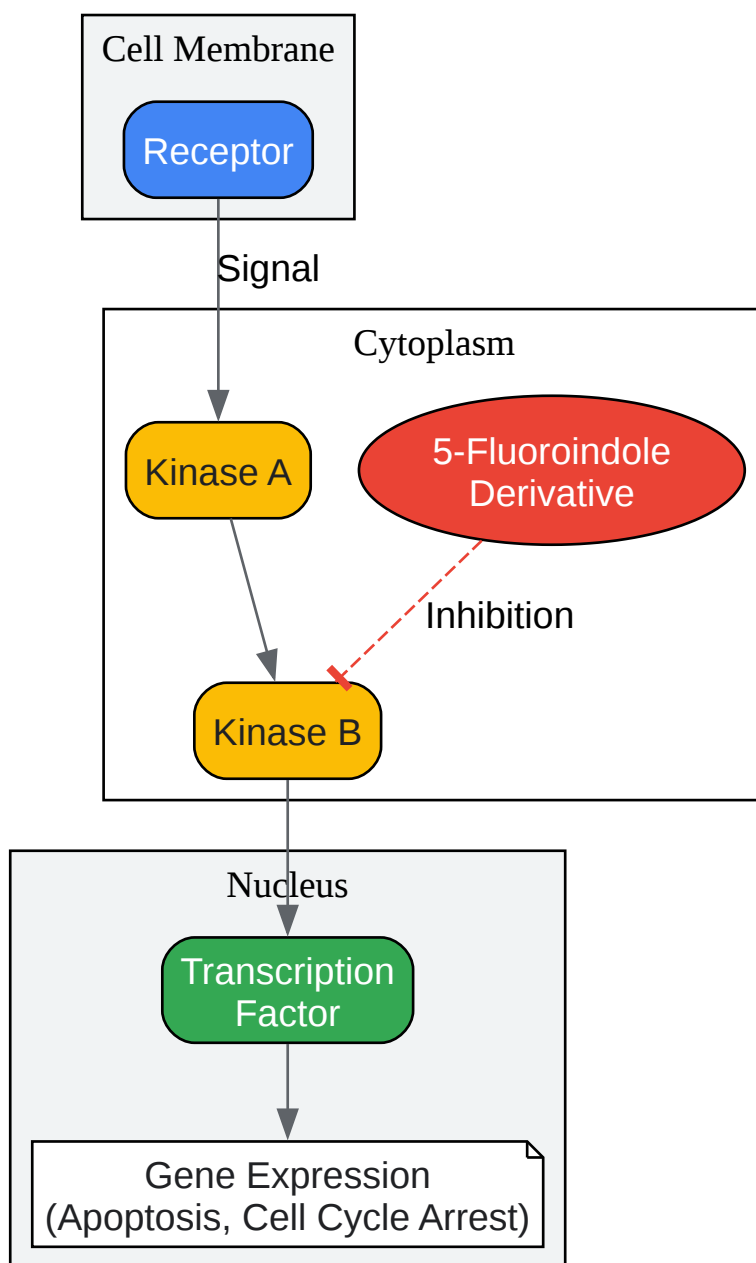 Cell Membrane
Receptor
Signal
Cytoplasm
Kinase A
5-Fluoroindole
Derivative
Inhibition
Kinase B
Nucleus
Transcription
Factor
Gene Expression
(Apoptosis, Cell Cycle Arrest)